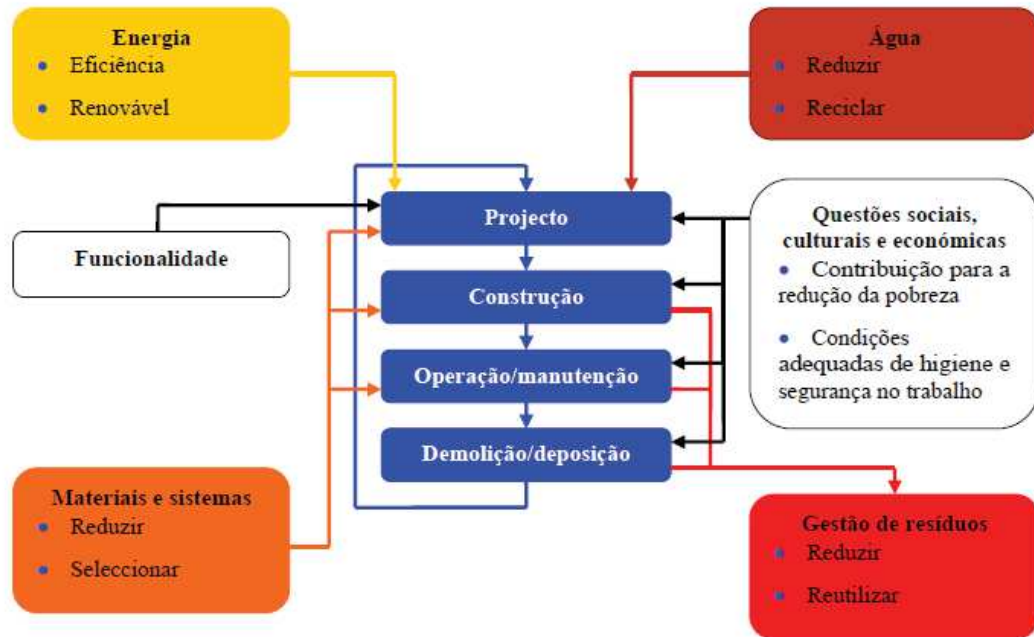 Energia
• Eficiência
• Renovável
Água
• Reduzir
• Reciclar
Funcionalidade
Projecto
Construção
Operação/manutenção
Demolição/deposição
Questões sociais,
culturais e económicas
• Contribuição para a
redução da pobreza
• Condições
adequadas de higiene e
segurança no trabalho
Materiais e sistemas
• Reduzir
• Seleccionar
Gestão de resíduos
• Reduzir
• Reutilizar